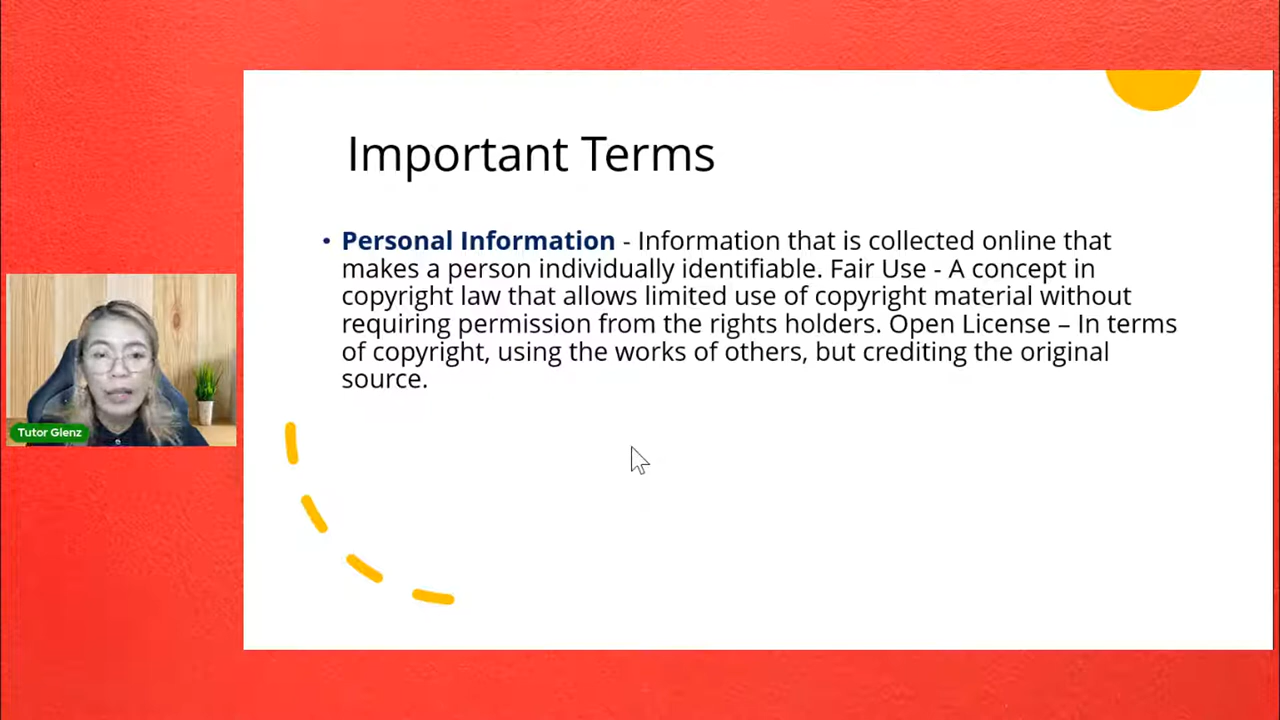 Important Terms
• Personal Information - Information that is collected online that
makes a person individually identifiable. Fair Use - A concept in
copyright law that allows limited use of copyright material without
requiring permission from the rights holders. Open License – In terms
of copyright, using the works of others, but crediting the original
source.
Tutor Glenz